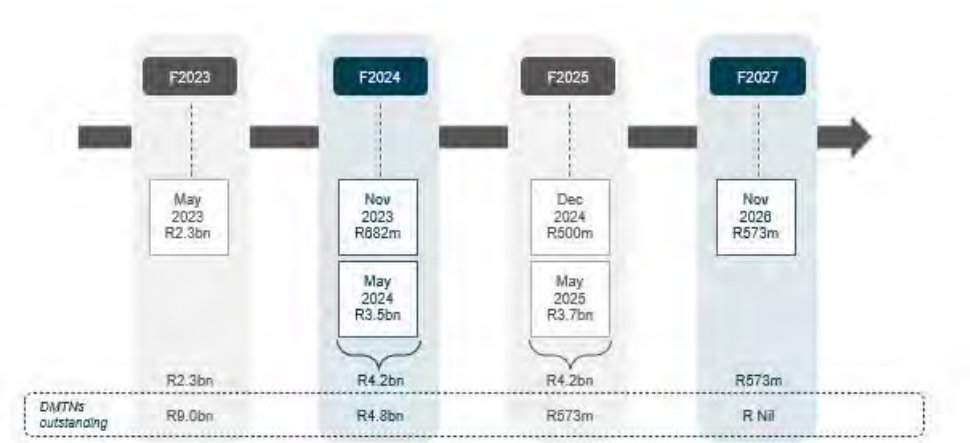 F2023 F2024 F2025 F2027
May
2023
R2.3bn
Nov
2023
R682m
Dec
2024
R500m
Nov
2026
R573m
May
2024
R3.5bn
May
2025
R3.7bn
R2.3bn R4.2bn R4.2bn R573m
DMTNs
outstanding
R9.0bn R4.8bn R573m R Nil